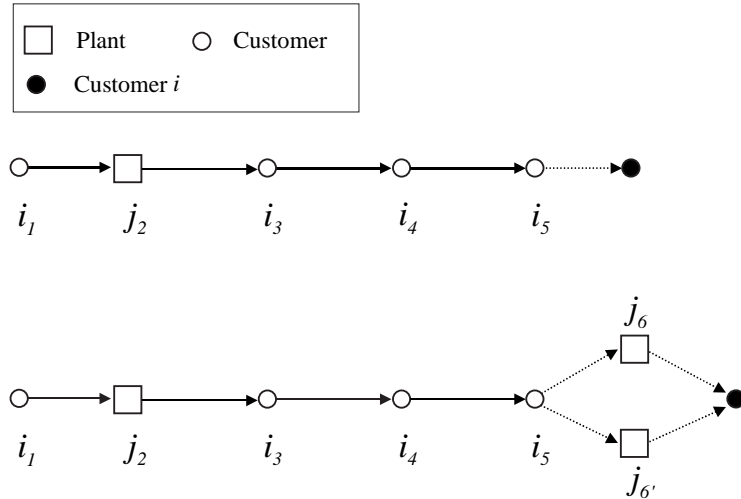 Plant Customer
Customer i
i₁ j₂ i₃ i₄ i₅
j₆
i₁ j₂ i₃ i₄ i₅
j₆'